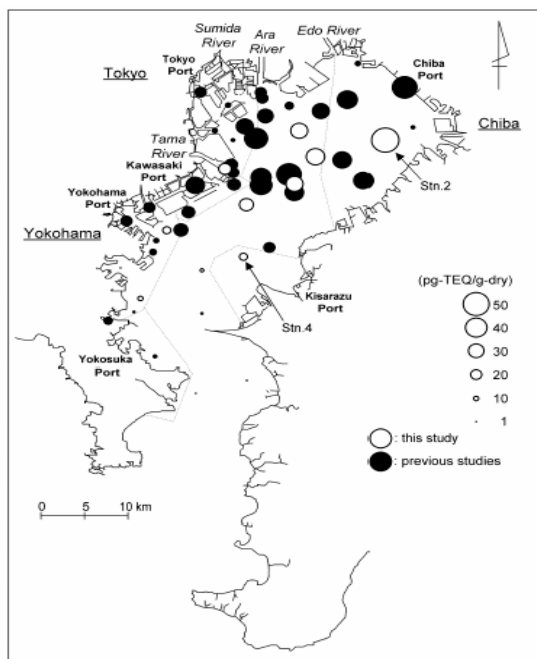 Sumida
River
Ara
River
Edo River
Tokyo
Port
Tokyo
Chiba
Port
Chiba
Tama
River
Kawasaki
Port
Stn.2
Yokohama
Port
Yokohama
(pg-TEQ/g-dry)
50
40
30
20
10
1
Kisarazu
Port
Stn.4
Yokosuka
Port
: this study
: previous studies
0 5 10 km